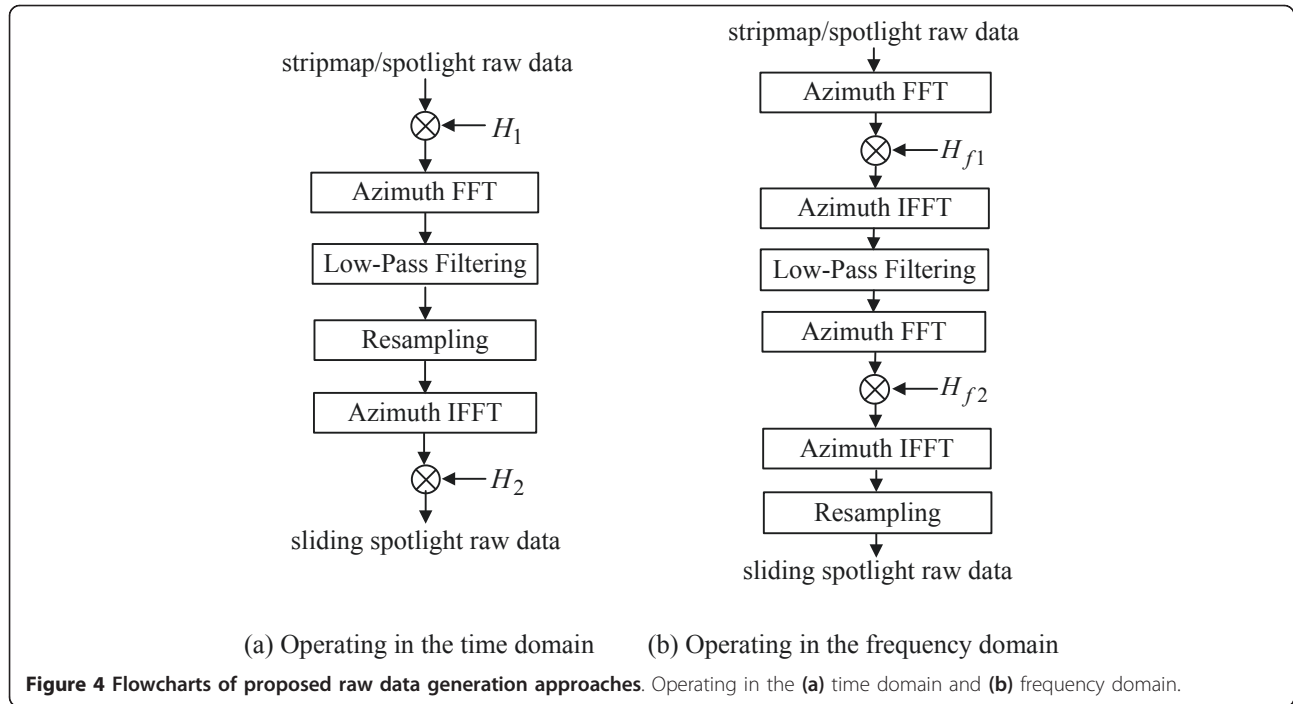 stripmap/spotlight raw data
H1
Azimuth FFT
Low-Pass Filtering
Resampling
Azimuth IFFT
H2
sliding spotlight raw data
(a) Operating in the time domain
stripmap/spotlight raw data
Azimuth FFT
Hf1
Azimuth IFFT
Low-Pass Filtering
Azimuth FFT
Hf2
Azimuth IFFT
Resampling
sliding spotlight raw data
(b) Operating in the frequency domain
Figure 4 Flowcharts of proposed raw data generation approaches. Operating in the (a) time domain and (b) frequency domain.